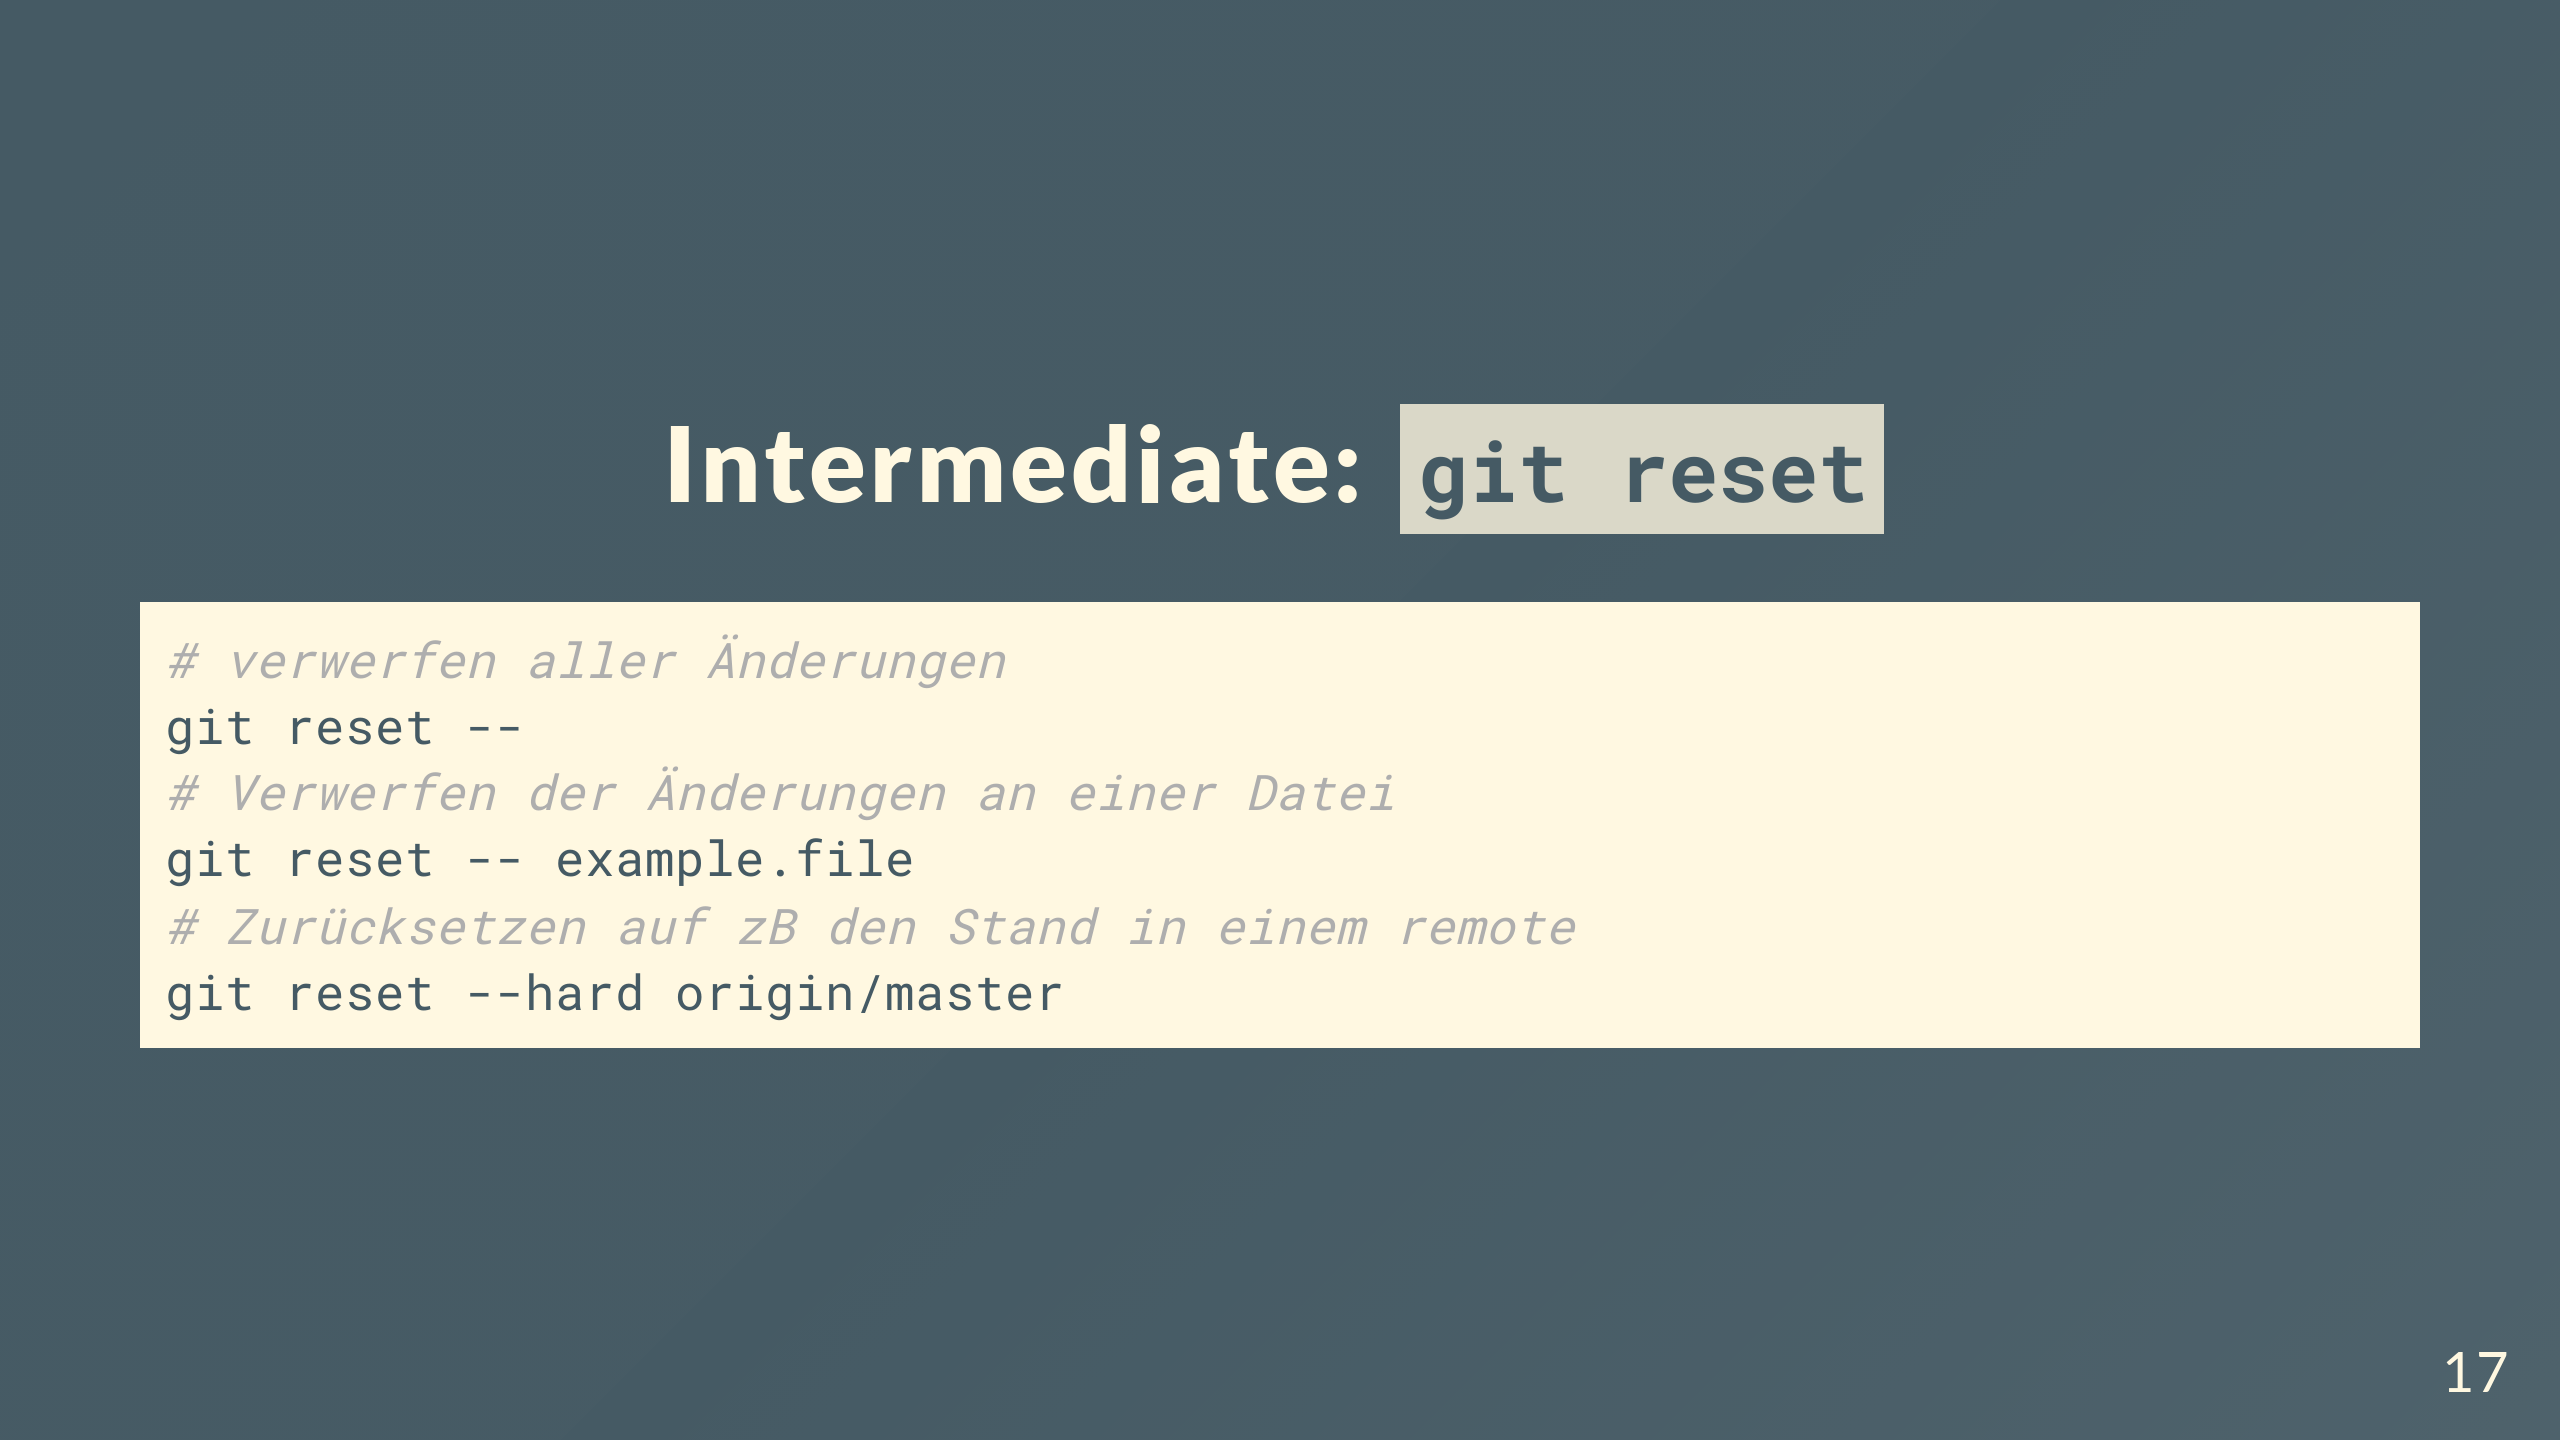 Intermediate: git reset
# verwerfen aller Änderungen
git reset --
# Verwerfen der Änderungen an einer Datei
git reset -- example.file
# Zurücksetzen auf zB den Stand in einem remote
git reset --hard origin/master
17